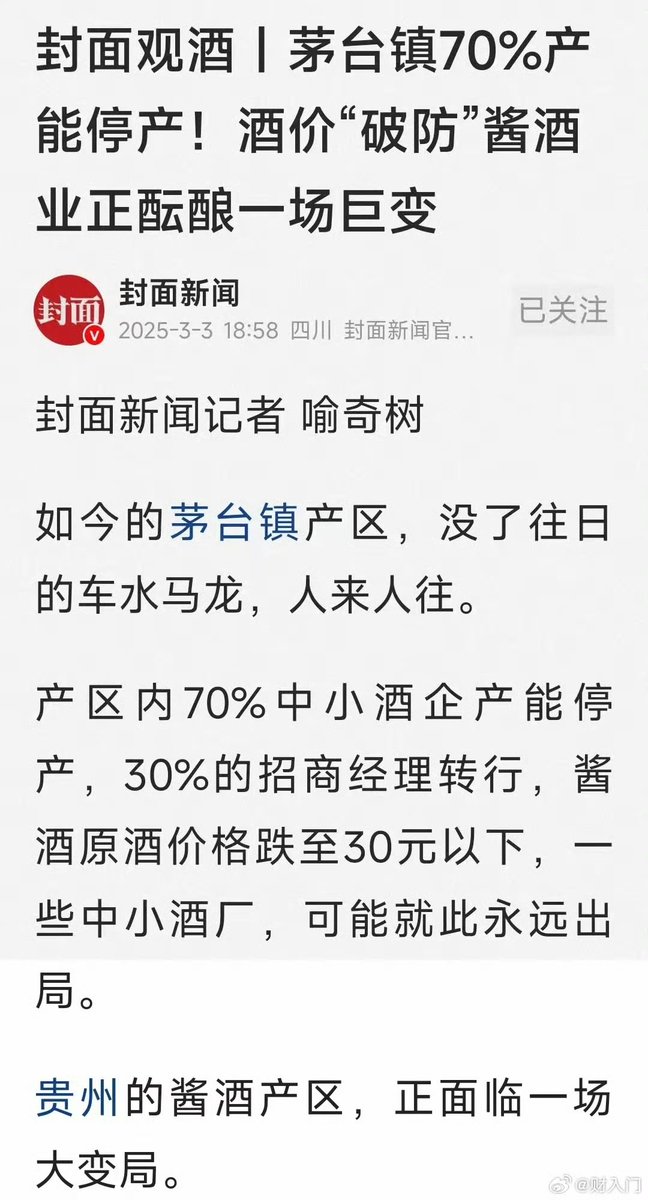 封面观酒丨茅台镇70%产
能停产！酒价“破防”酱酒
业正酝酿一场巨变
封面
V
封面新闻
2025-3-3 18:58 四川 封面新闻官...
已关注
封面新闻记者 喻奇树
如今的茅台镇产区，没了往日
的车水马龙，人来人往。
产区内70%中小酒企产能停
产，30%的招商经理转行，酱
酒原酒价格跌至30元以下，一
些中小酒厂，可能就此永远出
局。
贵州的酱酒产区，正面临一场
大变局。
@财入门